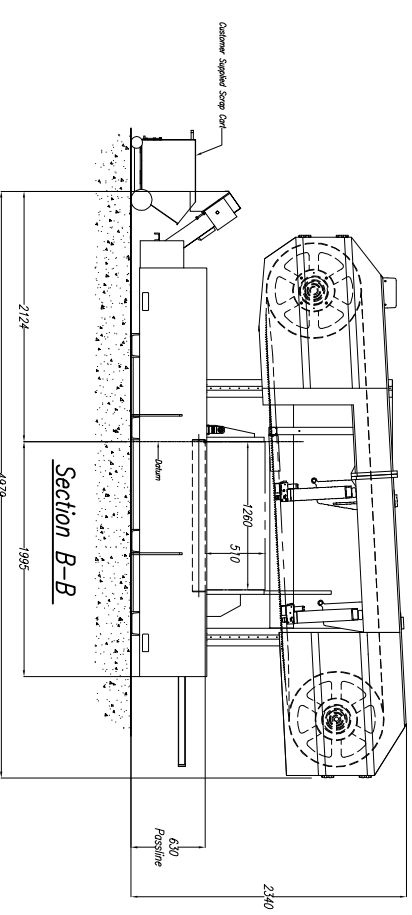 Customer Supplied Scrap Cart
2124
Datum
1260
510
1995
Section B-B
630
Passline
2340